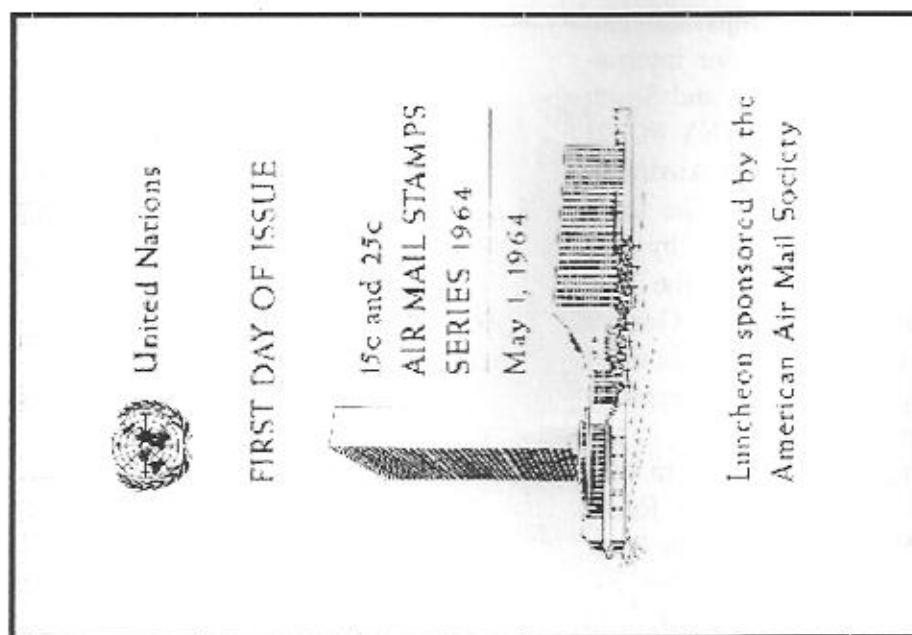 United Nations
FIRST DAY OF ISSUE
15c and 25c
AIR MAIL STAMPS
SERIES 1964
May 1, 1964
Luncheon sponsored by the
American Air Mail Society